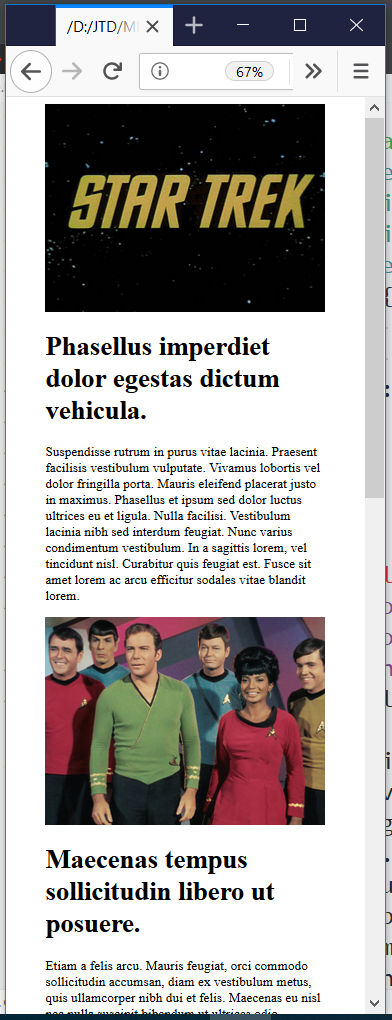 /D:/JTD/M
67%
STAR TREK
Phasellus imperdiet
dolor egestas dictum
vehicula.
Suspendisse rutrum in purus vitae lacinia. Praesent
facilisis vestibulum vulputate. Vivamus lobortis vel
dolor fringilla porta. Mauris eleifend placerat justo
in maximus. Phasellus et ipsum sed dolor luctus
ultrices eu et ligula. Nulla facilisi. Vestibulum
lacinia nibh sed interdum feugiat. Nunc varius
condimentum vestibulum. In a sagittis lorem, vel
tincidunt nisl. Curabitur quis feugiat est. Fusce sit
amet lorem ac arcu efficitur sodales vitae blandit
lorem.
Maecenas tempus
sollicitudin libero ut
posuere.
Etiam a felis arcu. Mauris feugiat, orci commodo
sollicitudin accumsan, diam ex vestibulum metus,
quis ullamcorper nibh dui et felis. Maecenas eu nisl